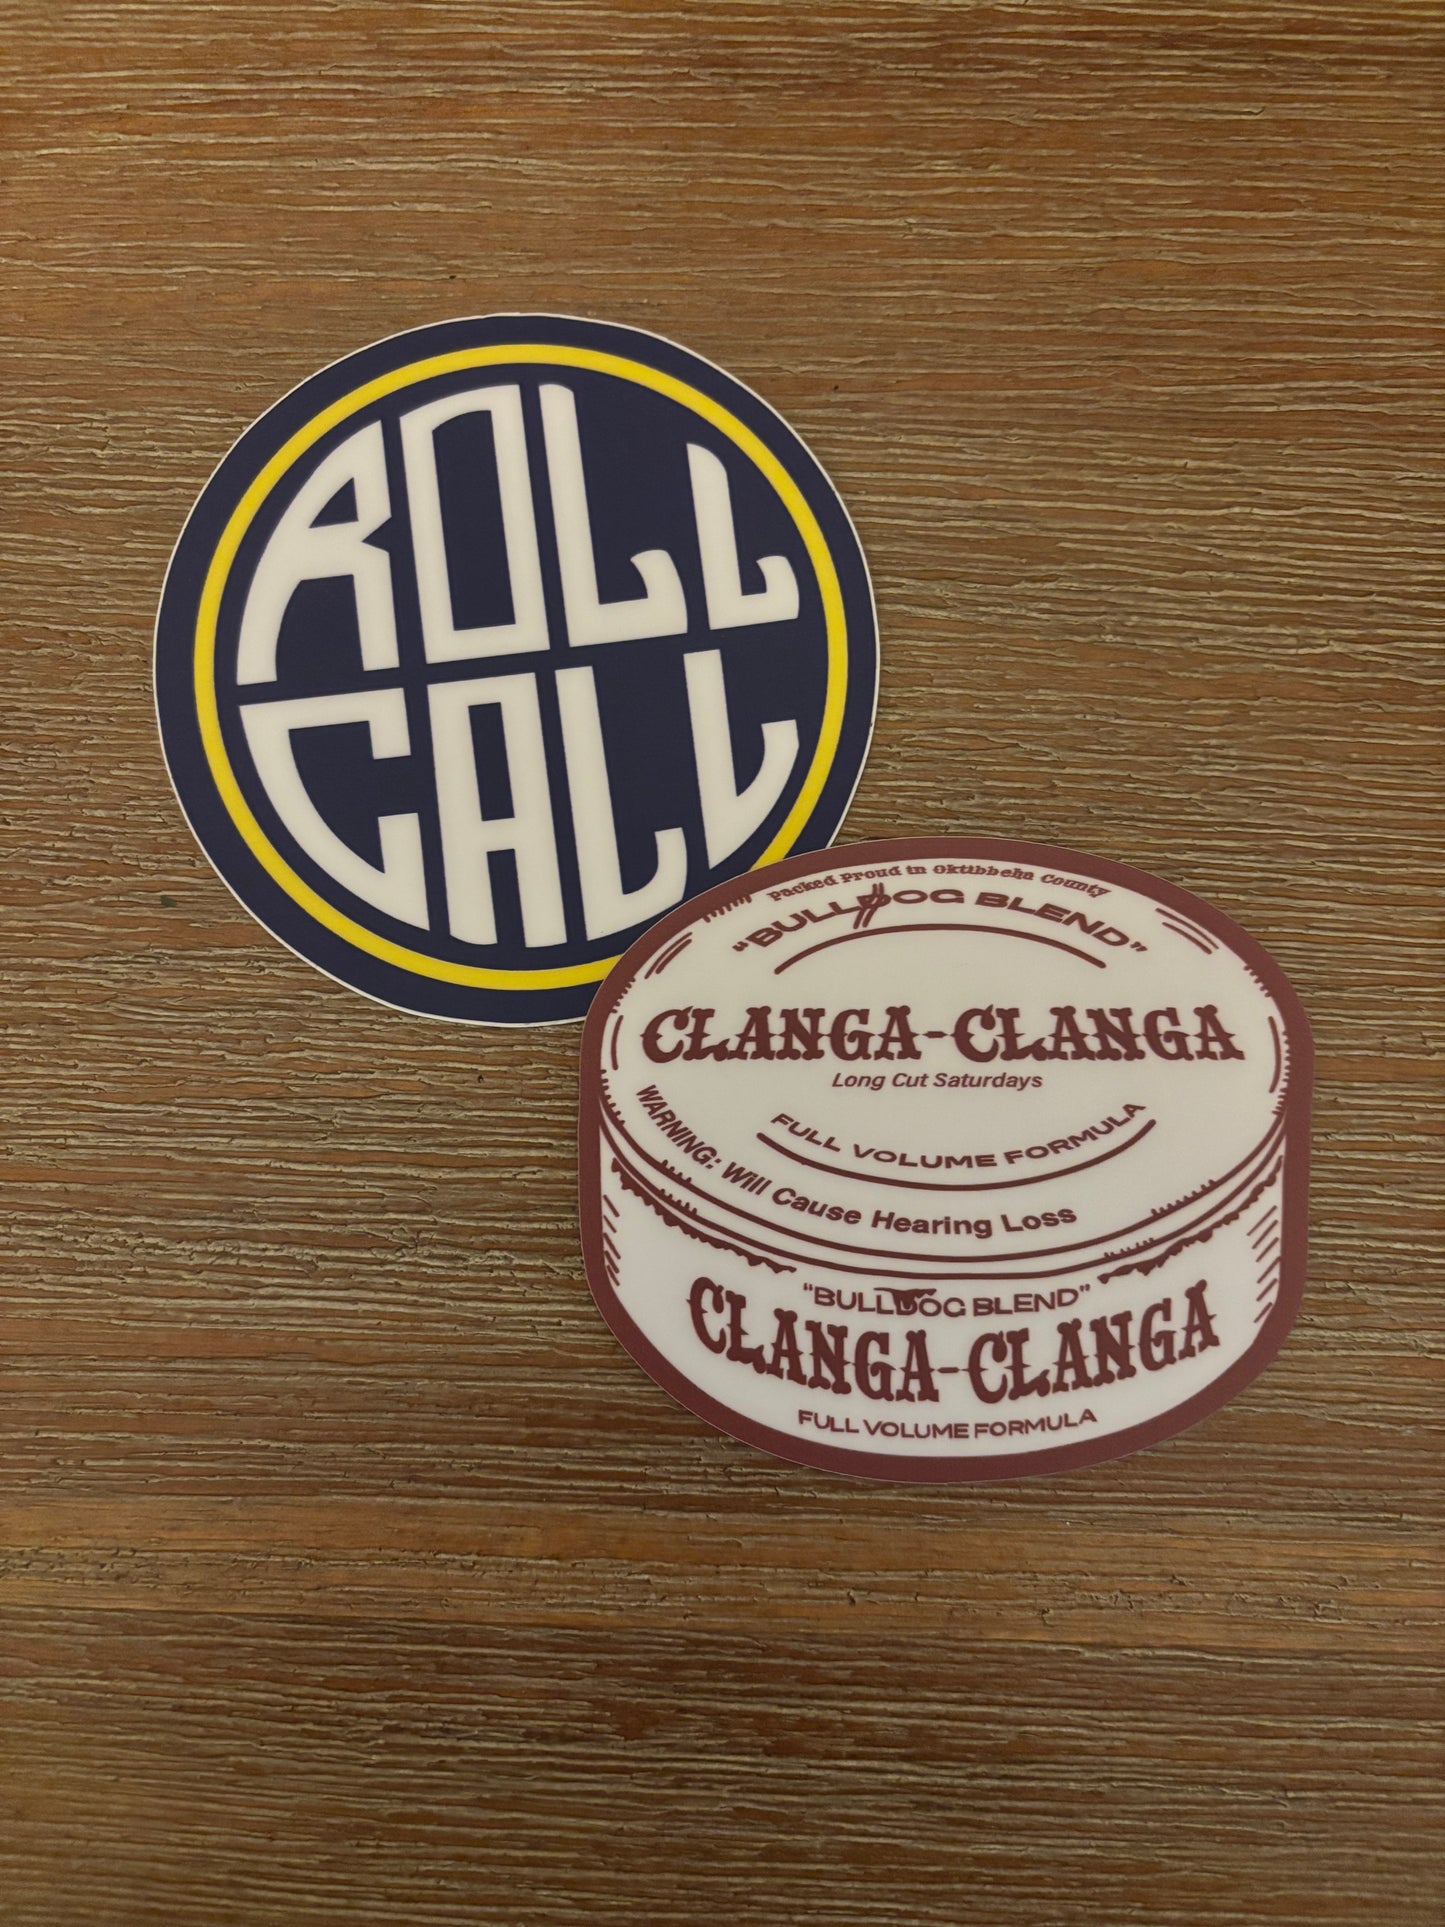 ROLL
CALL
Packed Proud in Oktibbeha County
“BULLDOG BLEND”
CLANGA-CLANGA
Long Cut Saturdays
FULL VOLUME FORMULA
WARNING: Will Cause Hearing Loss
“BULLDOG BLEND”
CLANGA-CLANGA
FULL VOLUME FORMULA